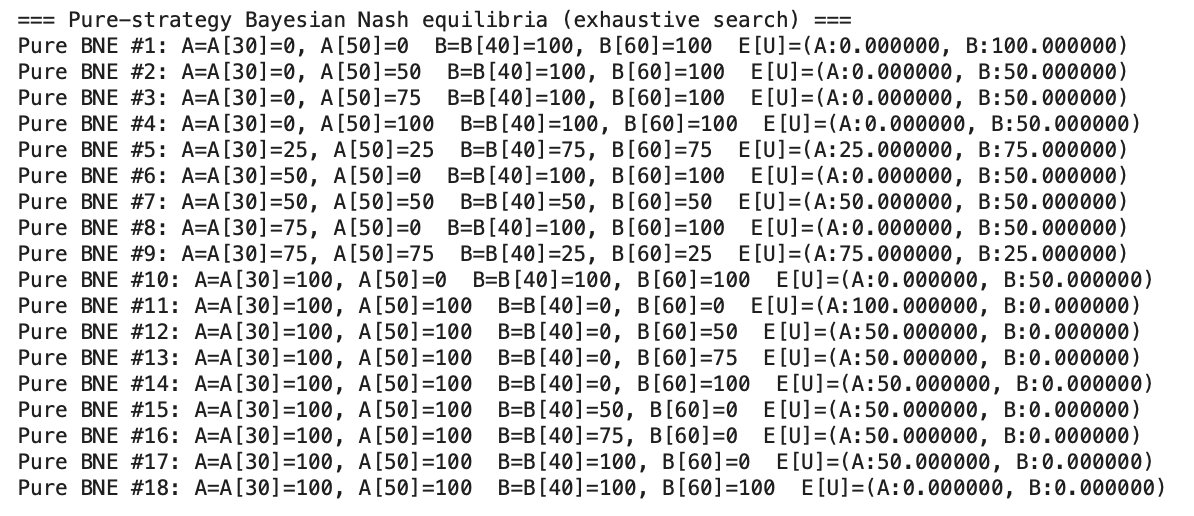 === Pure-strategy Bayesian Nash equilibria (exhaustive search) ===
Pure BNE #1: A=A[30]=0, A[50]=0  B=B[40]=100, B[60]=100  E[U]=(A:0.000000, B:100.000000)
Pure BNE #2: A=A[30]=0, A[50]=50  B=B[40]=100, B[60]=100  E[U]=(A:0.000000, B:50.000000)
Pure BNE #3: A=A[30]=0, A[50]=75  B=B[40]=100, B[60]=100  E[U]=(A:0.000000, B:50.000000)
Pure BNE #4: A=A[30]=0, A[50]=100  B=B[40]=100, B[60]=100  E[U]=(A:0.000000, B:50.000000)
Pure BNE #5: A=A[30]=25, A[50]=25  B=B[40]=75, B[60]=75  E[U]=(A:25.000000, B:75.000000)
Pure BNE #6: A=A[30]=50, A[50]=0  B=B[40]=100, B[60]=100  E[U]=(A:0.000000, B:50.000000)
Pure BNE #7: A=A[30]=50, A[50]=50  B=B[40]=50, B[60]=50  E[U]=(A:50.000000, B:50.000000)
Pure BNE #8: A=A[30]=75, A[50]=0  B=B[40]=100, B[60]=100  E[U]=(A:0.000000, B:50.000000)
Pure BNE #9: A=A[30]=75, A[50]=75  B=B[40]=25, B[60]=25  E[U]=(A:75.000000, B:25.000000)
Pure BNE #10: A=A[30]=100, A[50]=0  B=B[40]=100, B[60]=100  E[U]=(A:0.000000, B:50.000000)
Pure BNE #11: A=A[30]=100, A[50]=100  B=B[40]=0, B[60]=0  E[U]=(A:100.000000, B:0.000000)
Pure BNE #12: A=A[30]=100, A[50]=100  B=B[40]=0, B[60]=50  E[U]=(A:50.000000, B:0.000000)
Pure BNE #13: A=A[30]=100, A[50]=100  B=B[40]=0, B[60]=75  E[U]=(A:50.000000, B:0.000000)
Pure BNE #14: A=A[30]=100, A[50]=100  B=B[40]=0, B[60]=100  E[U]=(A:50.000000, B:0.000000)
Pure BNE #15: A=A[30]=100, A[50]=100  B=B[40]=50, B[60]=0  E[U]=(A:50.000000, B:0.000000)
Pure BNE #16: A=A[30]=100, A[50]=100  B=B[40]=75, B[60]=0  E[U]=(A:50.000000, B:0.000000)
Pure BNE #17: A=A[30]=100, A[50]=100  B=B[40]=100, B[60]=0  E[U]=(A:50.000000, B:0.000000)
Pure BNE #18: A=A[30]=100, A[50]=100  B=B[40]=100, B[60]=100  E[U]=(A:0.000000, B:0.000000)